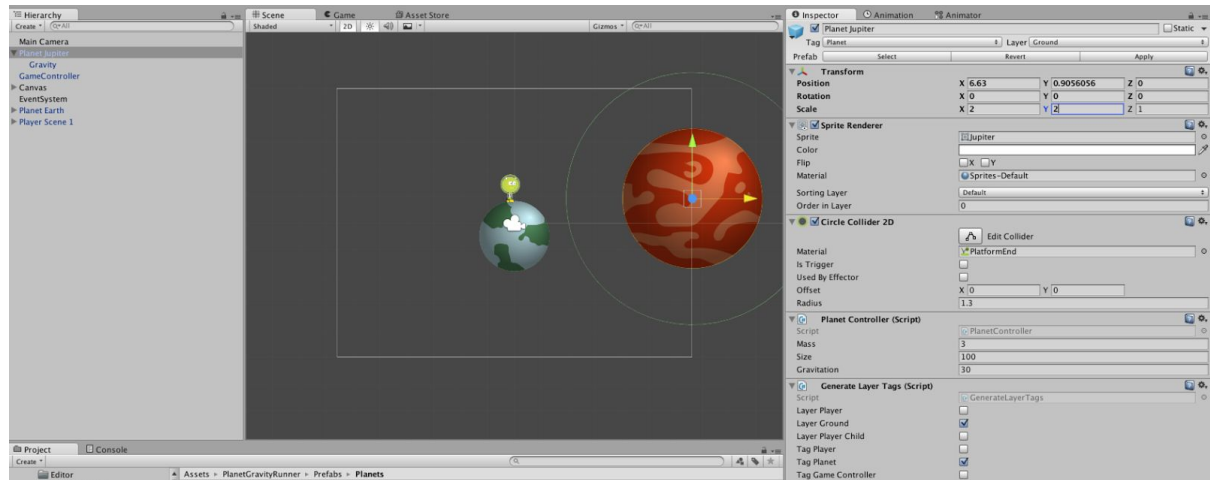 Hierarchy
Create
All
Main Camera
Planet Jupiter
Gravity
GameController
Canvas
EventSystem
Planet Earth
Player Scene 1
Scene
Game
Asset Store
Shaded
2D
Gizmos
All
Project
Console
Create
Editor
Assets
PlanetGravityRunner
Prefabs
Planets
Inspector
Animation
Animator
Planet Jupiter
Static
Tag Planet
Layer Ground
Prefab Select Revert Apply
Transform
Position X 6.63 Y 0.9056056 Z 0
Rotation X 0 Y 0 Z 0
Scale X 2 Y 2 Z 1
Sprite Renderer
Sprite Jupiter
Color
Flip X Y
Material Sprites-Default
Sorting Layer Default
Order in Layer 0
Circle Collider 2D
Edit Collider
Material PlatformEnd
Is Trigger
Used By Effector
Offset X 0 Y 0
Radius 1.3
Planet Controller (Script)
Script PlanetController
Mass 3
Size 100
Gravitation 30
Generate Layer Tags (Script)
Script GenerateLayerTags
Layer Player
Layer Ground
Layer Player Child
Tag Player
Tag Planet
Tag Game Controller